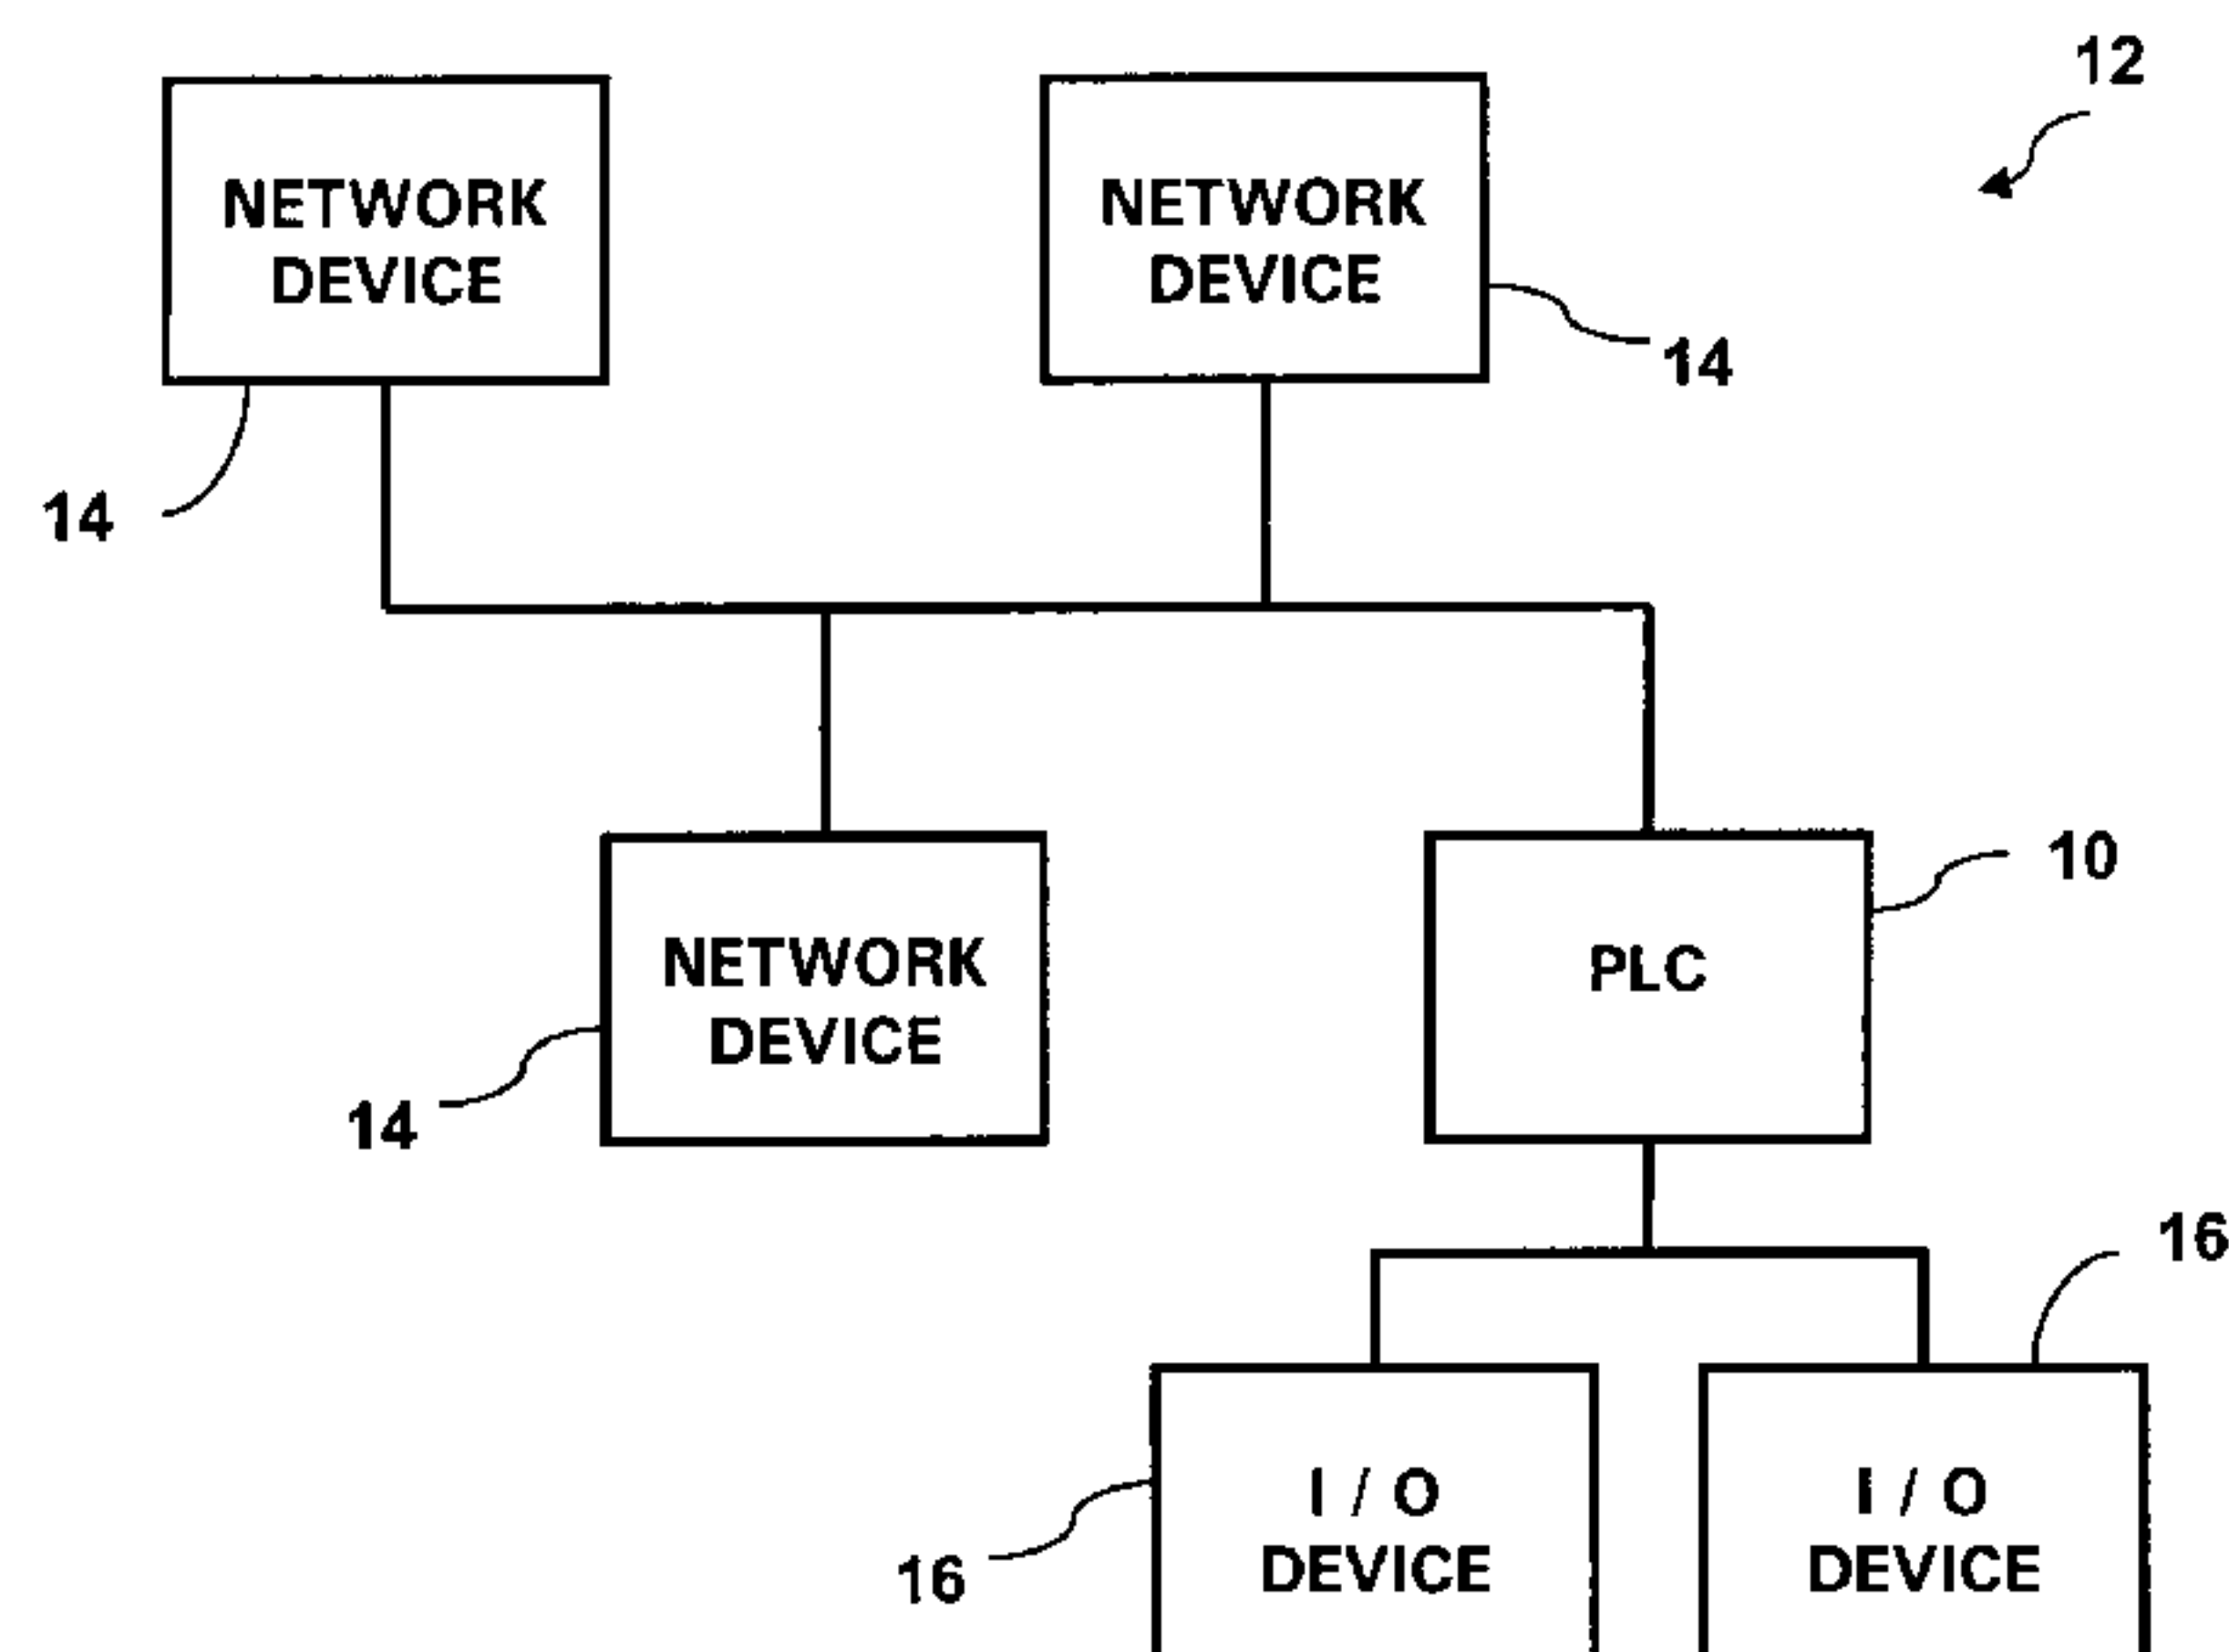 12
NETWORK
DEVICE
NETWORK
DEVICE
14
14
10
NETWORK
DEVICE
PLC
14
16
I / O
DEVICE
I / O
DEVICE
16